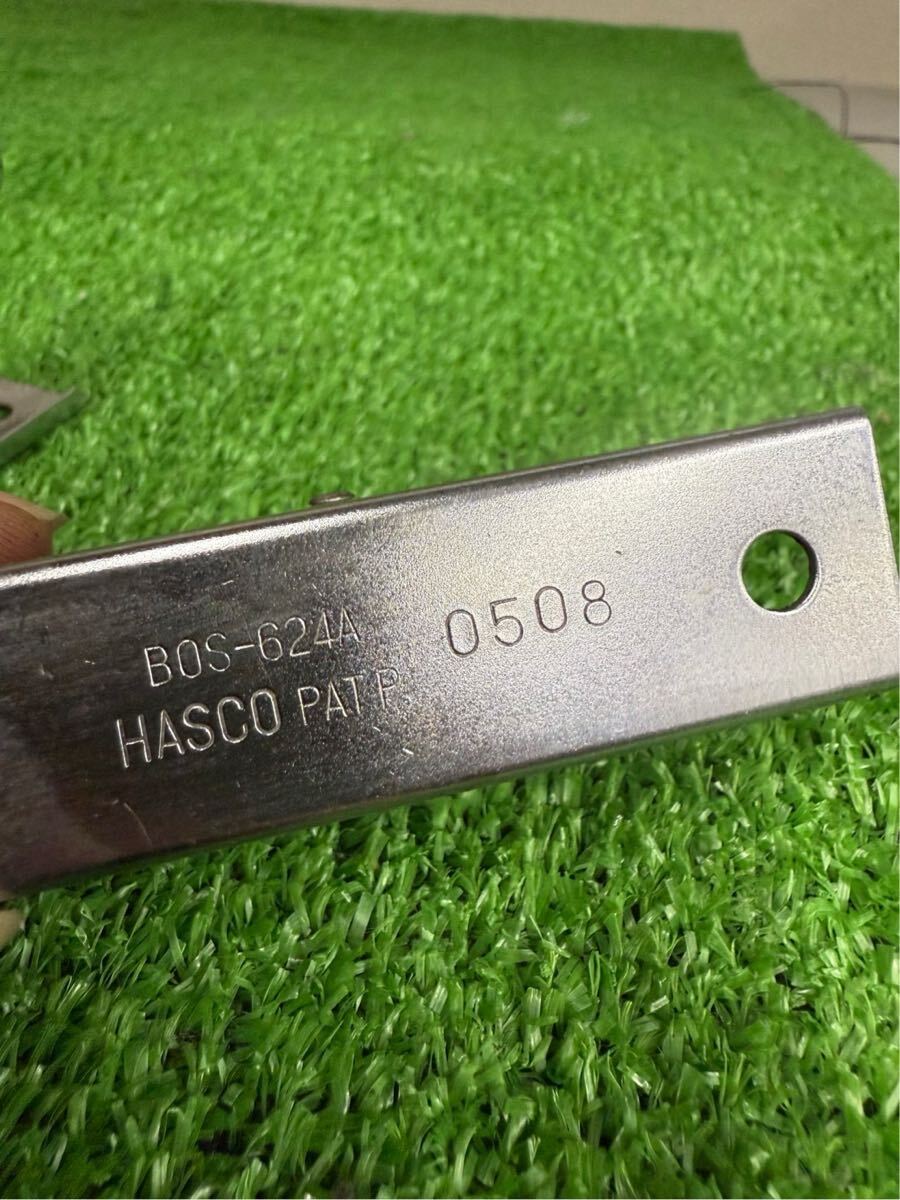 BOS-624A 0508
HASCO PAT P.